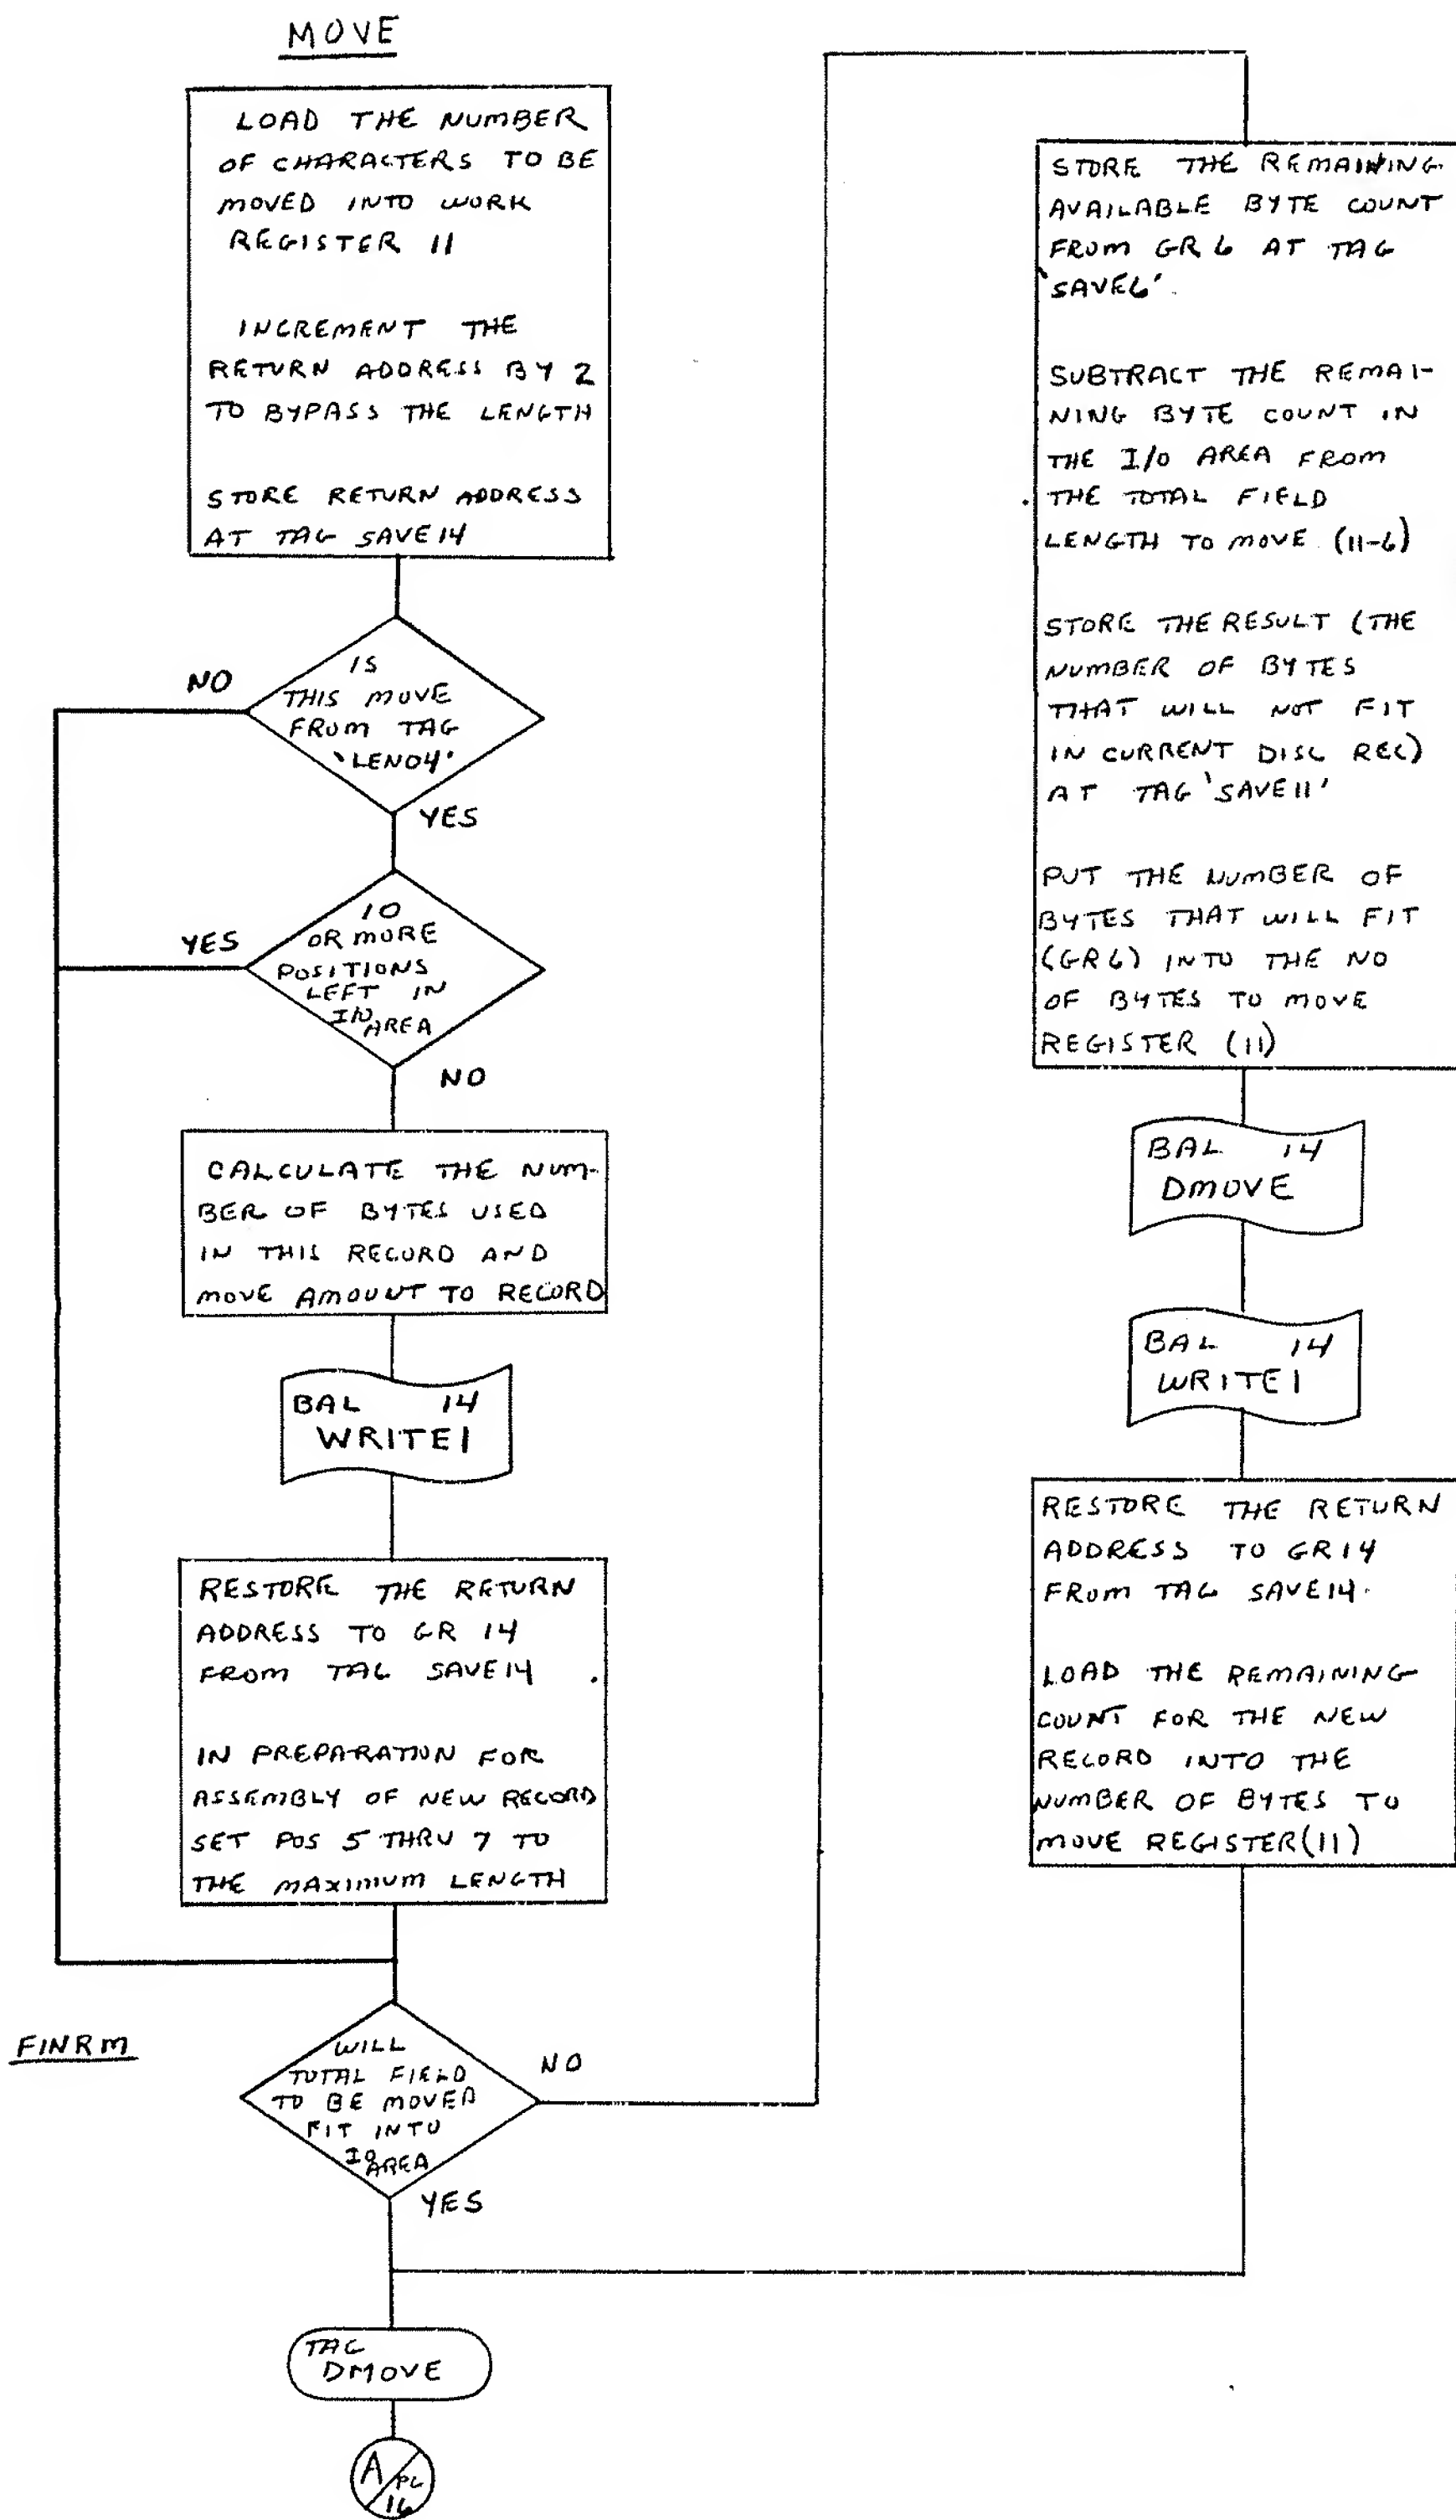 MOVE
LOAD THE NUMBER
OF CHARACTERS TO BE
MOVED INTO WORK
REGISTER 11
INCREMENT THE
RETURN ADDRESS BY 2
TO BYPASS THE LENGTH
STORE RETURN ADDRESS
AT TAG SAVE14
IS
THIS MOVE
FROM TAG
'LEN04'
NO
YES
10
OR MORE
POSITIONS
LEFT IN
I/O
AREA
YES
NO
CALCULATE THE NUM-
BER OF BYTES USED
IN THIS RECORD AND
MOVE AMOUNT TO RECORD
BAL 14
WRITE1
RESTORE THE RETURN
ADDRESS TO GR 14
FROM TAG SAVE14
IN PREPARATION FOR
ASSEMBLY OF NEW RECORD
SET POS 5 THRU 7 TO
THE MAXIMUM LENGTH
FINRM
WILL
TOTAL FIELD
TO BE MOVED
FIT INTO
IO
AREA
NO
YES
TAG
DMOVE
A/PG
16
STORE THE REMAINING
AVAILABLE BYTE COUNT
FROM GR 6 AT TAG
'SAVE6'
SUBTRACT THE REMAI-
NING BYTE COUNT IN
THE I/O AREA FROM
THE TOTAL FIELD
LENGTH TO MOVE (11-6)
STORE THE RESULT (THE
NUMBER OF BYTES
THAT WILL NOT FIT
IN CURRENT DISC REC)
AT TAG 'SAVE11'
PUT THE NUMBER OF
BYTES THAT WILL FIT
(GR6) INTO THE NO
OF BYTES TO MOVE
REGISTER (11)
BAL 14
DMOVE
BAL 14
WRITE1
RESTORE THE RETURN
ADDRESS TO GR14
FROM TAG SAVE14.
LOAD THE REMAINING
COUNT FOR THE NEW
RECORD INTO THE
NUMBER OF BYTES TO
MOVE REGISTER(11)